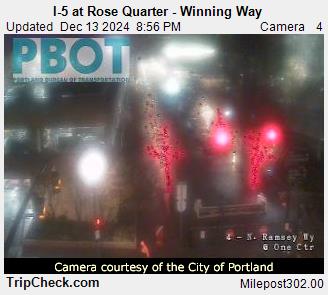 I-5 at Rose Quarter - Winning Way
Updated Dec 13 2024 8:56 PM Camera 4
PBOT
PORTLAND BUREAU OF TRANSPORTATION
4 - N. Ramsey Wy
@ One Ctr
Camera courtesy of the City of Portland
TripCheck.com Milepost302.00